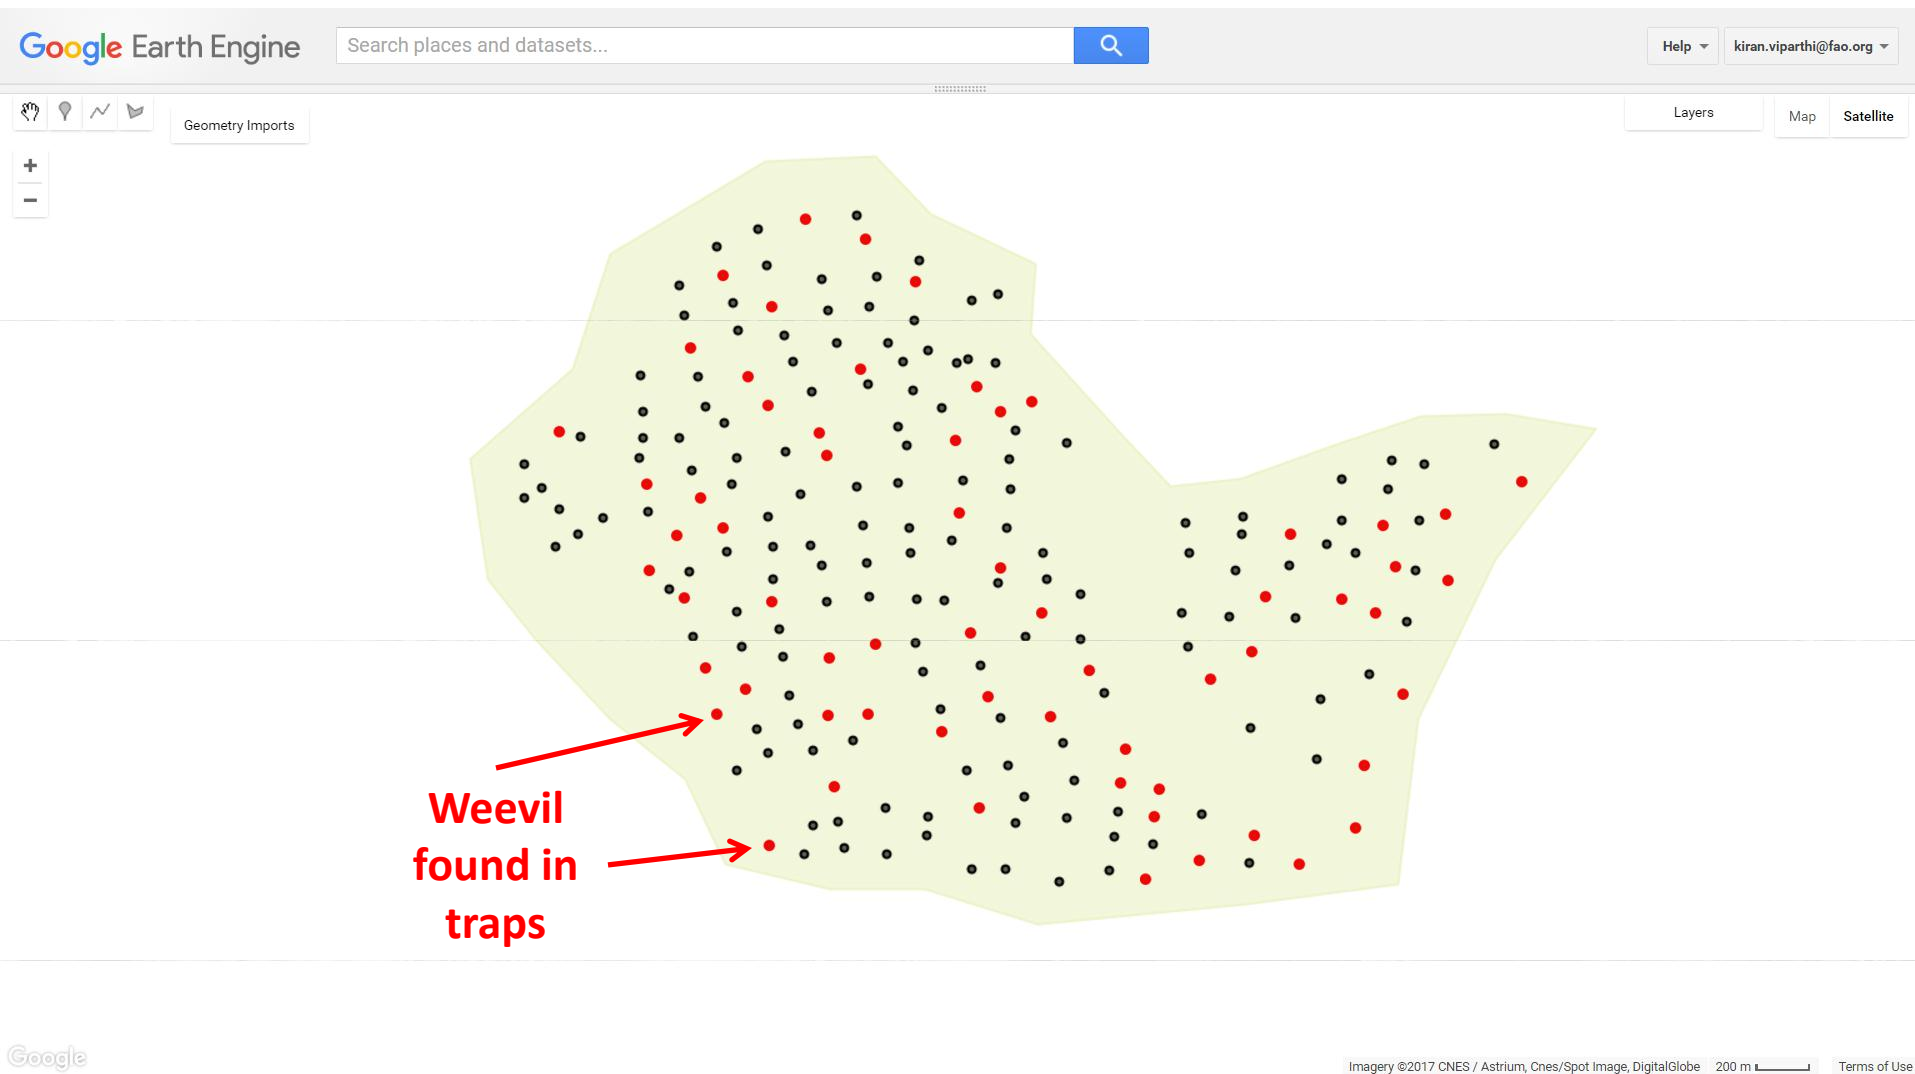 Google Earth Engine
Search places and datasets...
Help
kiran.viparthi@fao.org
Geometry Imports
Layers
Map
Satellite
+
−
Weevil
found in
traps
Google
Imagery ©2017 CNES / Astrium, Cnes/Spot Image, DigitalGlobe
200 m
Terms of Use